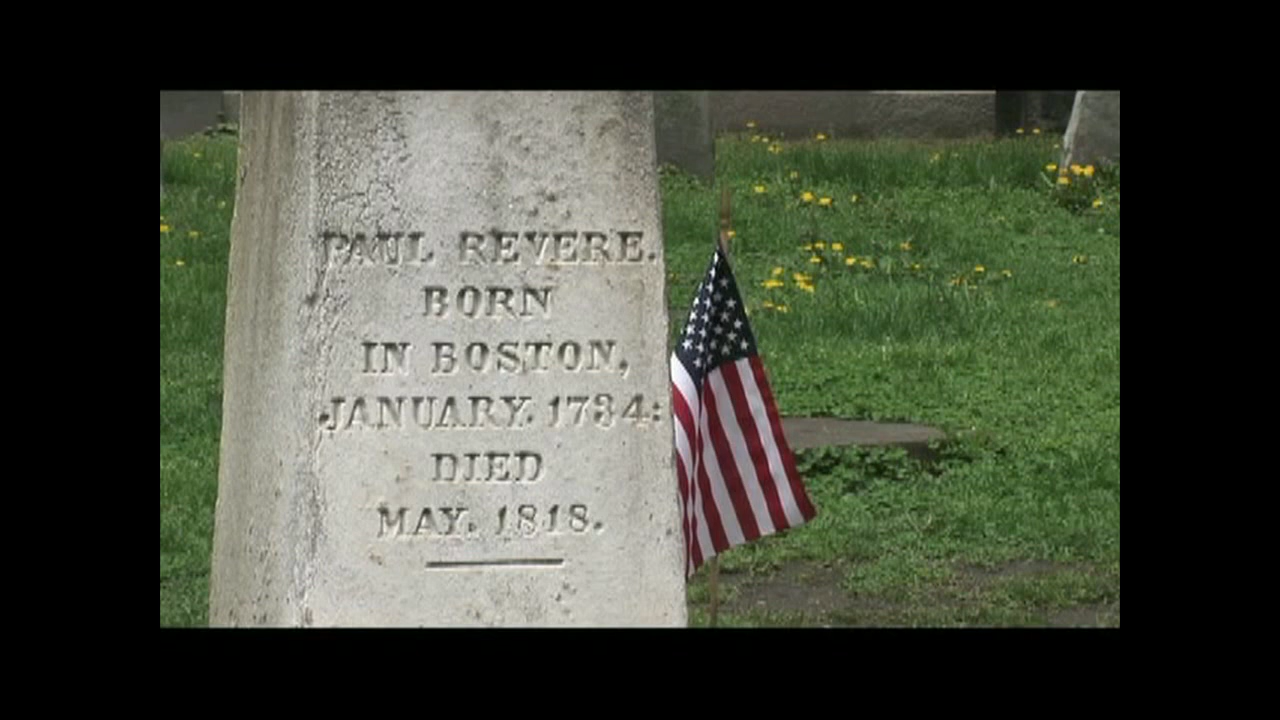 PAUL REVERE.
BORN
IN BOSTON,
JANUARY. 1734:
DIED
MAY. 1818.